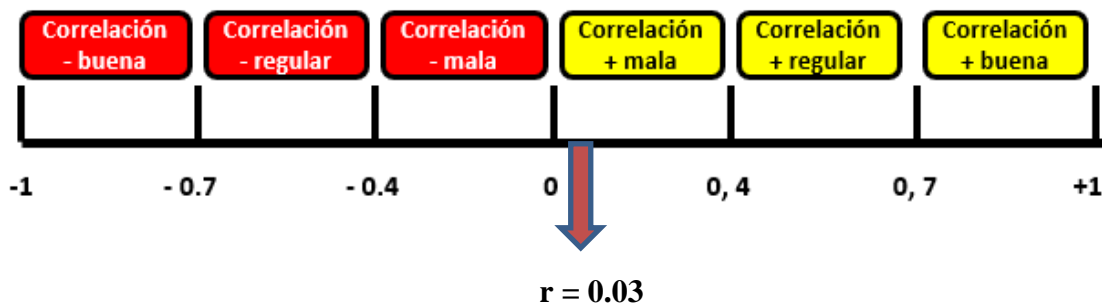 Correlación
- buena
Correlación
- regular
Correlación
- mala
Correlación
+ mala
Correlación
+ regular
Correlación
+ buena
-1 - 0.7 - 0.4 0 0, 4 0, 7 +1
r = 0.03